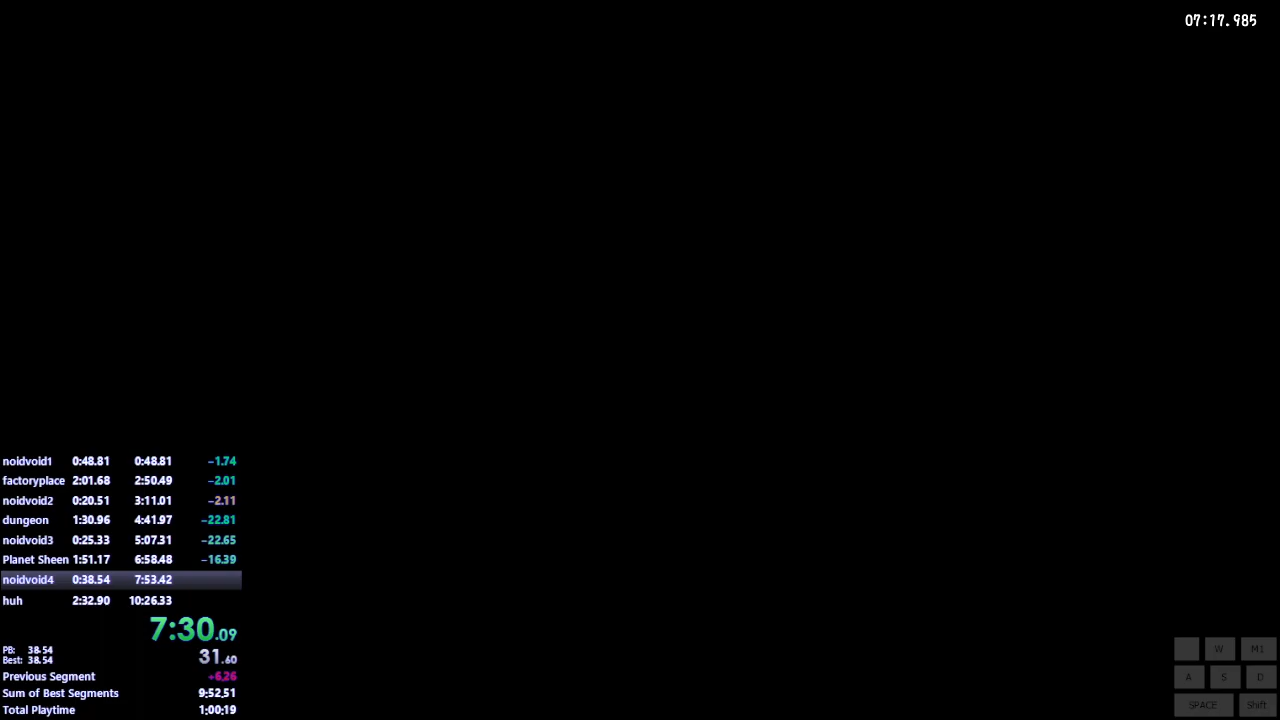 07:17.985
noidvoid1 0:48.81 0:48.81 −1.74
factoryplace 2:01.68 2:50.49 −2.01
noidvoid2 0:20.51 3:11.01 −2.11
dungeon 1:30.96 4:41.97 −22.81
noidvoid3 0:25.33 5:07.31 −22.65
Planet Sheen 1:51.17 6:58.48 −16.39
noidvoid4 0:38.54 7:53.42
huh 2:32.90 10:26.33
7:30.09
PB: 38.54
Best: 38.54 31.60
Previous Segment +6.26
Sum of Best Segments 9:52.51
Total Playtime 1:00:19
W M1
A S D
SPACE Shift